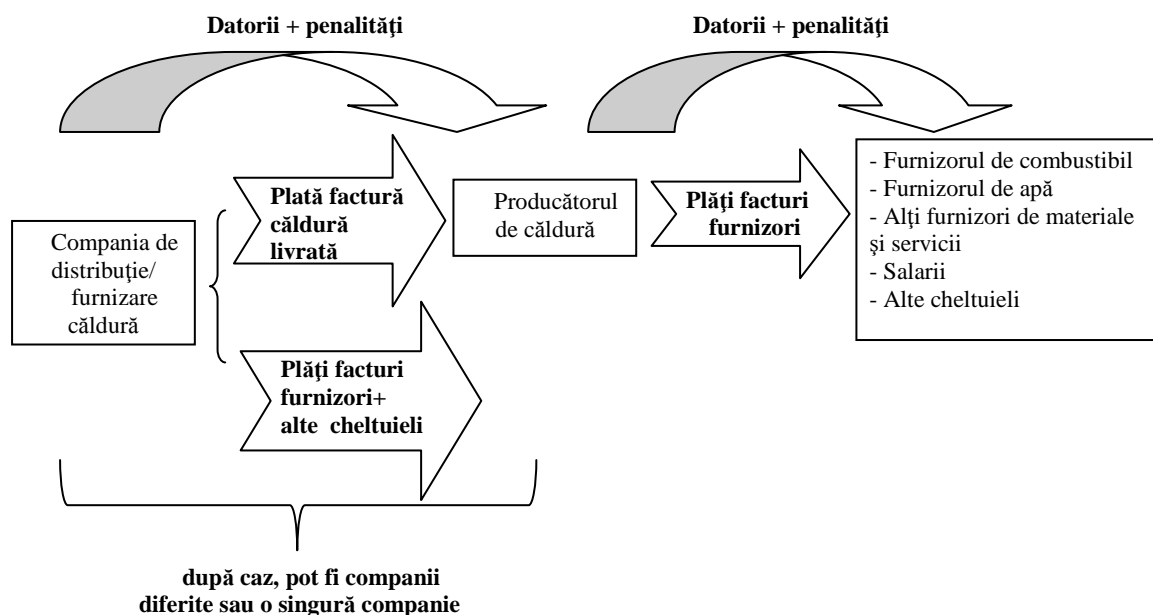 Datorii + penalităţi
Datorii + penalităţi
Compania de
distribuţie/
furnizare
căldură
Plată factură
căldură
livrată
Plăţi facturi
furnizori+
alte cheltuieli
Producătorul
de căldură
Plăţi facturi
furnizori
- Furnizorul de combustibil
- Furnizorul de apă
- Alţi furnizori de materiale
şi servicii
- Salarii
- Alte cheltuieli
după caz, pot fi companii
diferite sau o singură companie